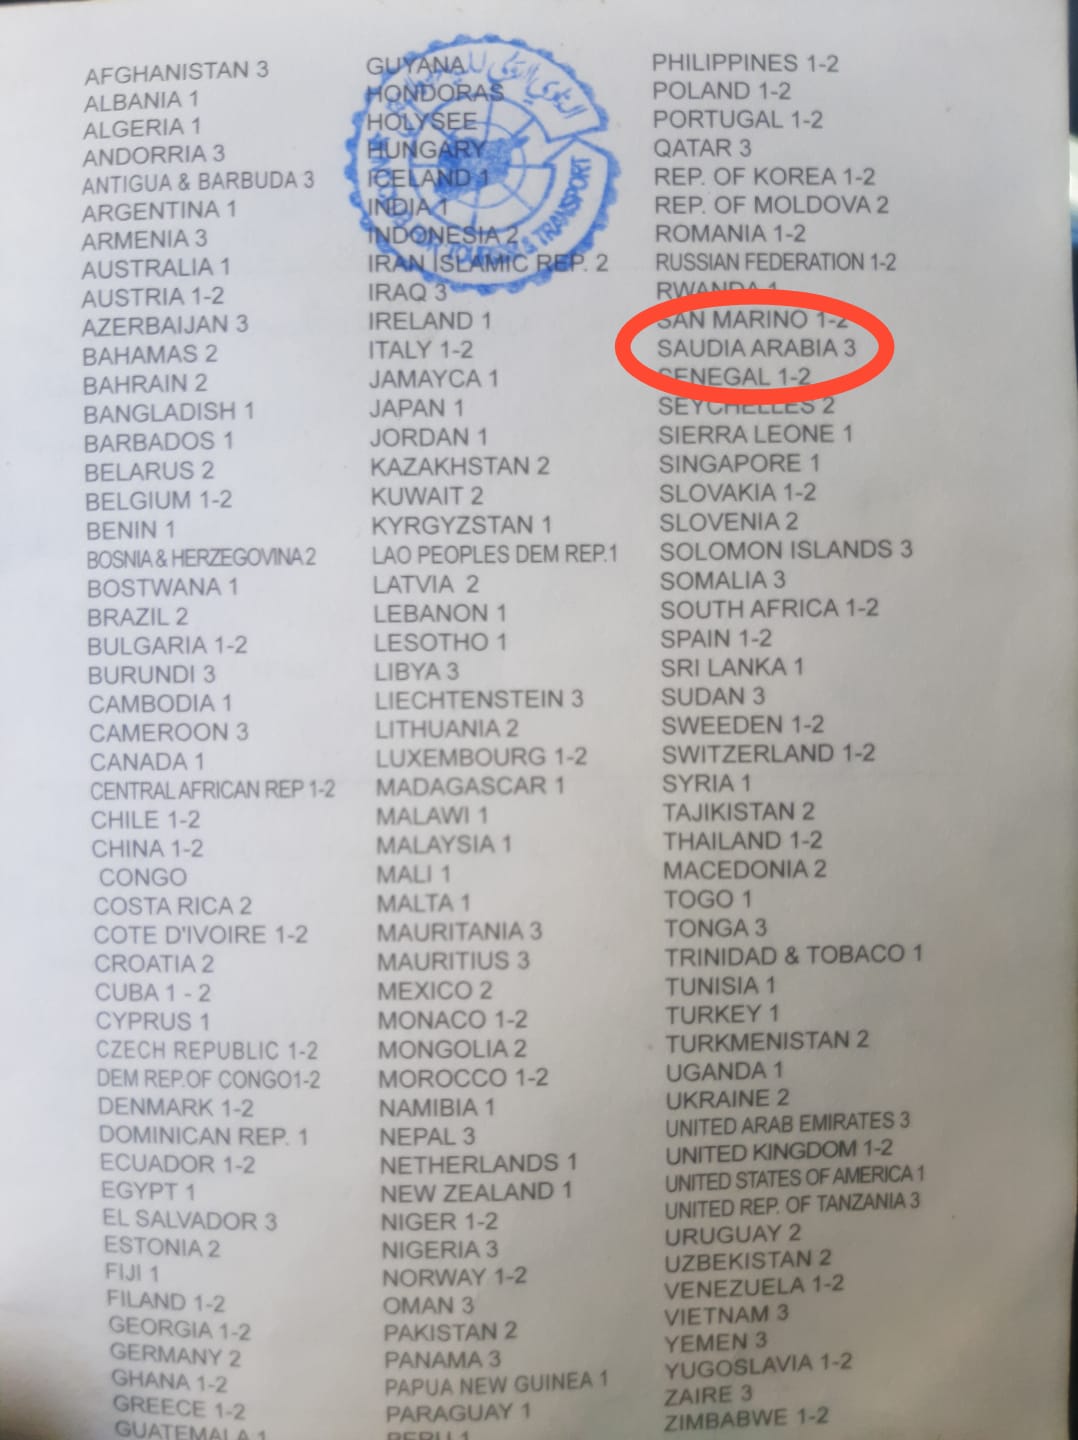 AFGHANISTAN 3
ALBANIA 1
ALGERIA 1
ANDORRIA 3
ANTIGUA & BARBUDA 3
ARGENTINA 1
ARMENIA 3
AUSTRALIA 1
AUSTRIA 1-2
AZERBAIJAN 3
BAHAMAS 2
BAHRAIN 2
BANGLADISH 1
BARBADOS 1
BELARUS 2
BELGIUM 1-2
BENIN 1
BOSNIA & HERZEGOVINA 2
BOSTWANA 1
BRAZIL 2
BULGARIA 1-2
BURUNDI 3
CAMBODIA 1
CAMEROON 3
CANADA 1
CENTRAL AFRICAN REP 1-2
CHILE 1-2
CHINA 1-2
CONGO
COSTA RICA 2
COTE D'IVOIRE 1-2
CROATIA 2
CUBA 1 - 2
CYPRUS 1
CZECH REPUBLIC 1-2
DEM REP.OF CONGO1-2
DENMARK 1-2
DOMINICAN REP. 1
ECUADOR 1-2
EGYPT 1
EL SALVADOR 3
ESTONIA 2
FIJI 1
FILAND 1-2
GEORGIA 1-2
GERMANY 2
GHANA 1-2
GREECE 1-2
GUATEMALA 1
GUYANA
HONDORAS
HOLYSEE
HUNGARY
ICELAND 1
INDIA 1
INDONESIA 2
IRAN ISLAMIC REP. 2
IRAQ 3
IRELAND 1
ITALY 1-2
JAMAYCA 1
JAPAN 1
JORDAN 1
KAZAKHSTAN 2
KUWAIT 2
KYRGYZSTAN 1
LAO PEOPLES DEM REP.1
LATVIA 2
LEBANON 1
LESOTHO 1
LIBYA 3
LIECHTENSTEIN 3
LITHUANIA 2
LUXEMBOURG 1-2
MADAGASCAR 1
MALAWI 1
MALAYSIA 1
MALI 1
MALTA 1
MAURITANIA 3
MAURITIUS 3
MEXICO 2
MONACO 1-2
MONGOLIA 2
MOROCCO 1-2
NAMIBIA 1
NEPAL 3
NETHERLANDS 1
NEW ZEALAND 1
NIGER 1-2
NIGERIA 3
NORWAY 1-2
OMAN 3
PAKISTAN 2
PANAMA 3
PAPUA NEW GUINEA 1
PARAGUAY 1
PERU 1
PHILIPPINES 1-2
POLAND 1-2
PORTUGAL 1-2
QATAR 3
REP. OF KOREA 1-2
REP. OF MOLDOVA 2
ROMANIA 1-2
RUSSIAN FEDERATION 1-2
RWANDA 1
SAN MARINO 1-2
SAUDIA ARABIA 3
SENEGAL 1-2
SEYCHELLES 2
SIERRA LEONE 1
SINGAPORE 1
SLOVAKIA 1-2
SLOVENIA 2
SOLOMON ISLANDS 3
SOMALIA 3
SOUTH AFRICA 1-2
SPAIN 1-2
SRI LANKA 1
SUDAN 3
SWEEDEN 1-2
SWITZERLAND 1-2
SYRIA 1
TAJIKISTAN 2
THAILAND 1-2
MACEDONIA 2
TOGO 1
TONGA 3
TRINIDAD & TOBACO 1
TUNISIA 1
TURKEY 1
TURKMENISTAN 2
UGANDA 1
UKRAINE 2
UNITED ARAB EMIRATES 3
UNITED KINGDOM 1-2
UNITED STATES OF AMERICA 1
UNITED REP. OF TANZANIA 3
URUGUAY 2
UZBEKISTAN 2
VENEZUELA 1-2
VIETNAM 3
YEMEN 3
YUGOSLAVIA 1-2
ZAIRE 3
ZIMBABWE 1-2
& TRANSPORT